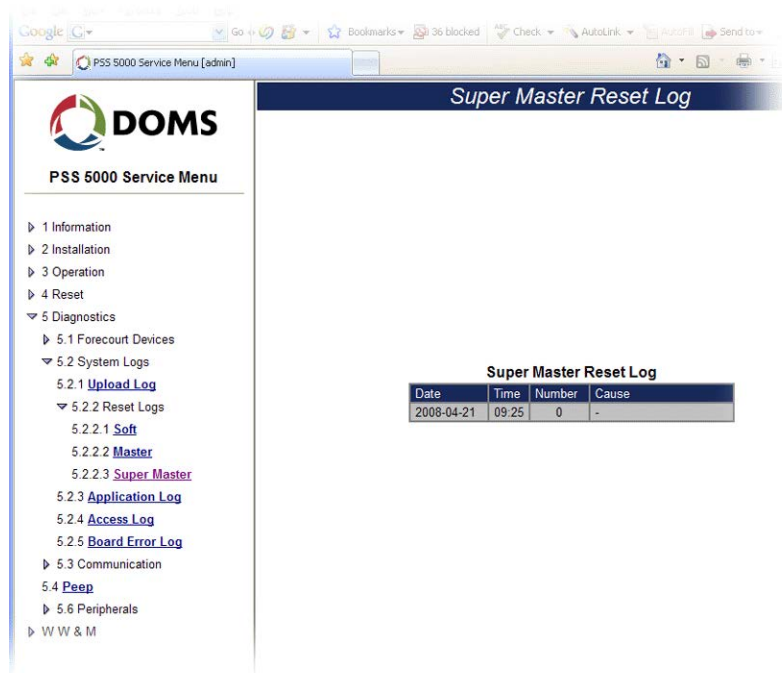 Google G Go Bookmarks 36 blocked Check AutoLink AutoFill Send to
PSS 5000 Service Menu [admin]
Super Master Reset Log
DOMS
PSS 5000 Service Menu
1 Information
2 Installation
3 Operation
4 Reset
5 Diagnostics
5.1 Forecourt Devices
5.2 System Logs
5.2.1 Upload Log
5.2.2 Reset Logs
5.2.2.1 Soft
5.2.2.2 Master
5.2.2.3 Super Master
5.2.3 Application Log
5.2.4 Access Log
5.2.5 Board Error Log
5.3 Communication
5.4 Peep
5.6 Peripherals
W W & M
Super Master Reset Log
Date Time Number Cause
2008-04-21 09:25 0 -